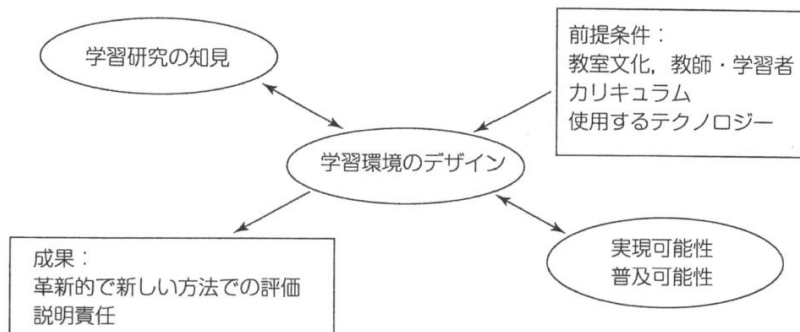 学習研究の知見
前提条件：
教室文化，教師・学習者
カリキュラム
使用するテクノロジー
学習環境のデザイン
成果：
革新的で新しい方法での評価
説明責任
実現可能性
普及可能性